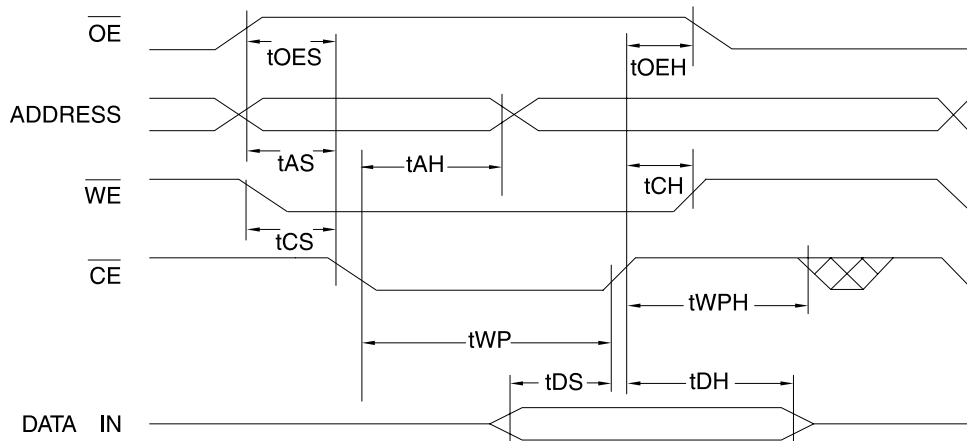 OE
tOES
tOEH
ADDRESS
tAS
tAH
tCH
WE
tCS
CE
tWPH
tWP
tDS
tDH
DATA IN